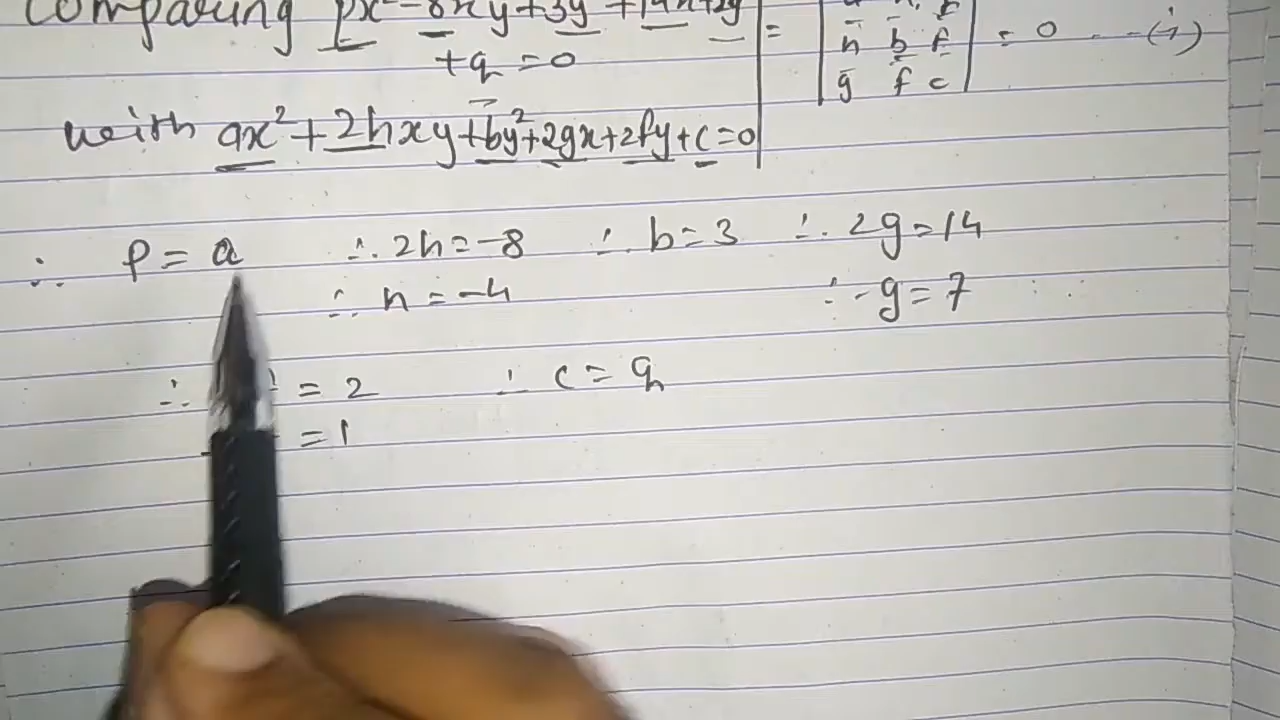 Comparing px²-8xy+3y²+14x+2y
+q=0
= | h b f | = 0 --(i)
g f c
with ax²+2hxy+by²+2gx+2fy+c=0
∴ P = a ∴ 2h=-8 ∴ b=3 ∴ 2g=14
∴ h = -4 ∴ g=7
∴ = 2 ∴ c = q
= 1